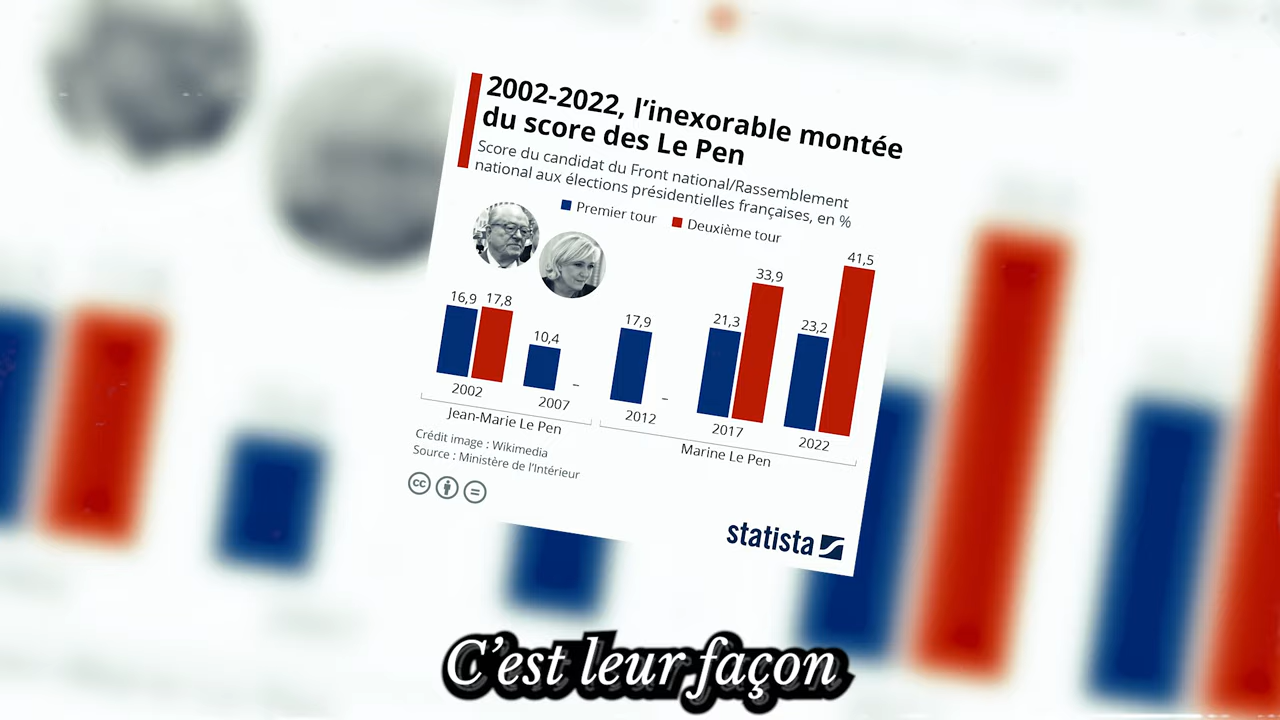 2002-2022, l'inexorable montée
du score des Le Pen
Score du candidat du Front national/Rassemblement
national aux élections présidentielles françaises, en %
Premier tour Deuxième tour
16,9 17,8 10,4 – 17,9 – 21,3 33,9 23,2 41,5
2002 2007 2012 2017 2022
Jean-Marie Le Pen Marine Le Pen
Crédit image : Wikimedia
Source : Ministère de l'Intérieur
cc
statista
C'est leur façon